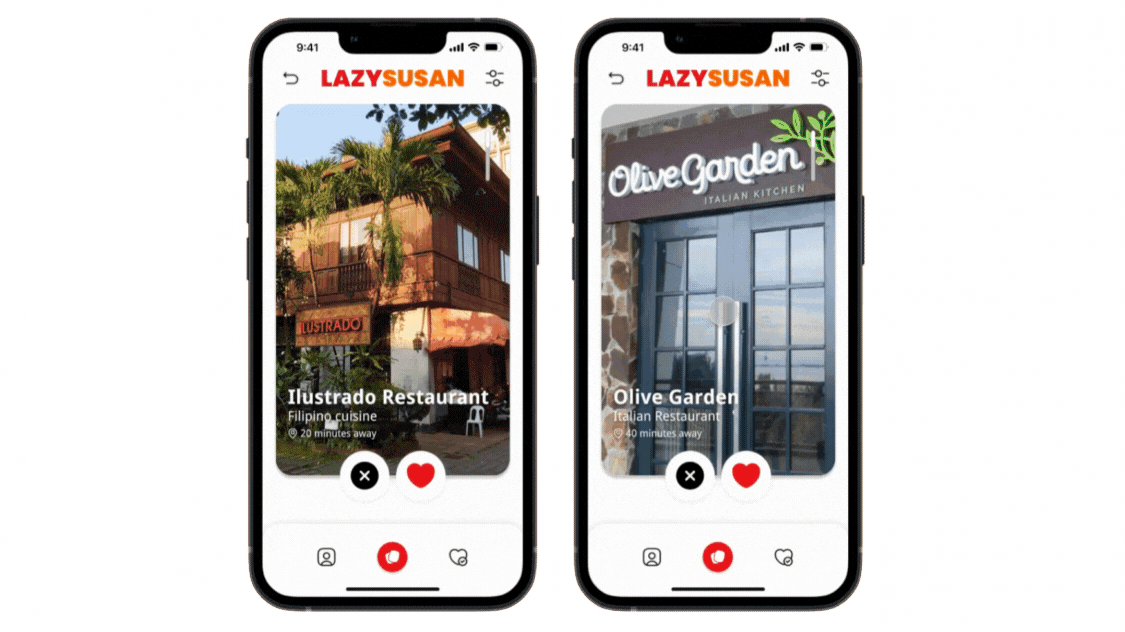 9:41
LAZYSUSAN
ILUSTRADO
Ilustrado Restaurant
Filipino cuisine
20 minutes away
9:41
LAZYSUSAN
Olive Garden
ITALIAN KITCHEN
Olive Garden
Italian Restaurant
40 minutes away